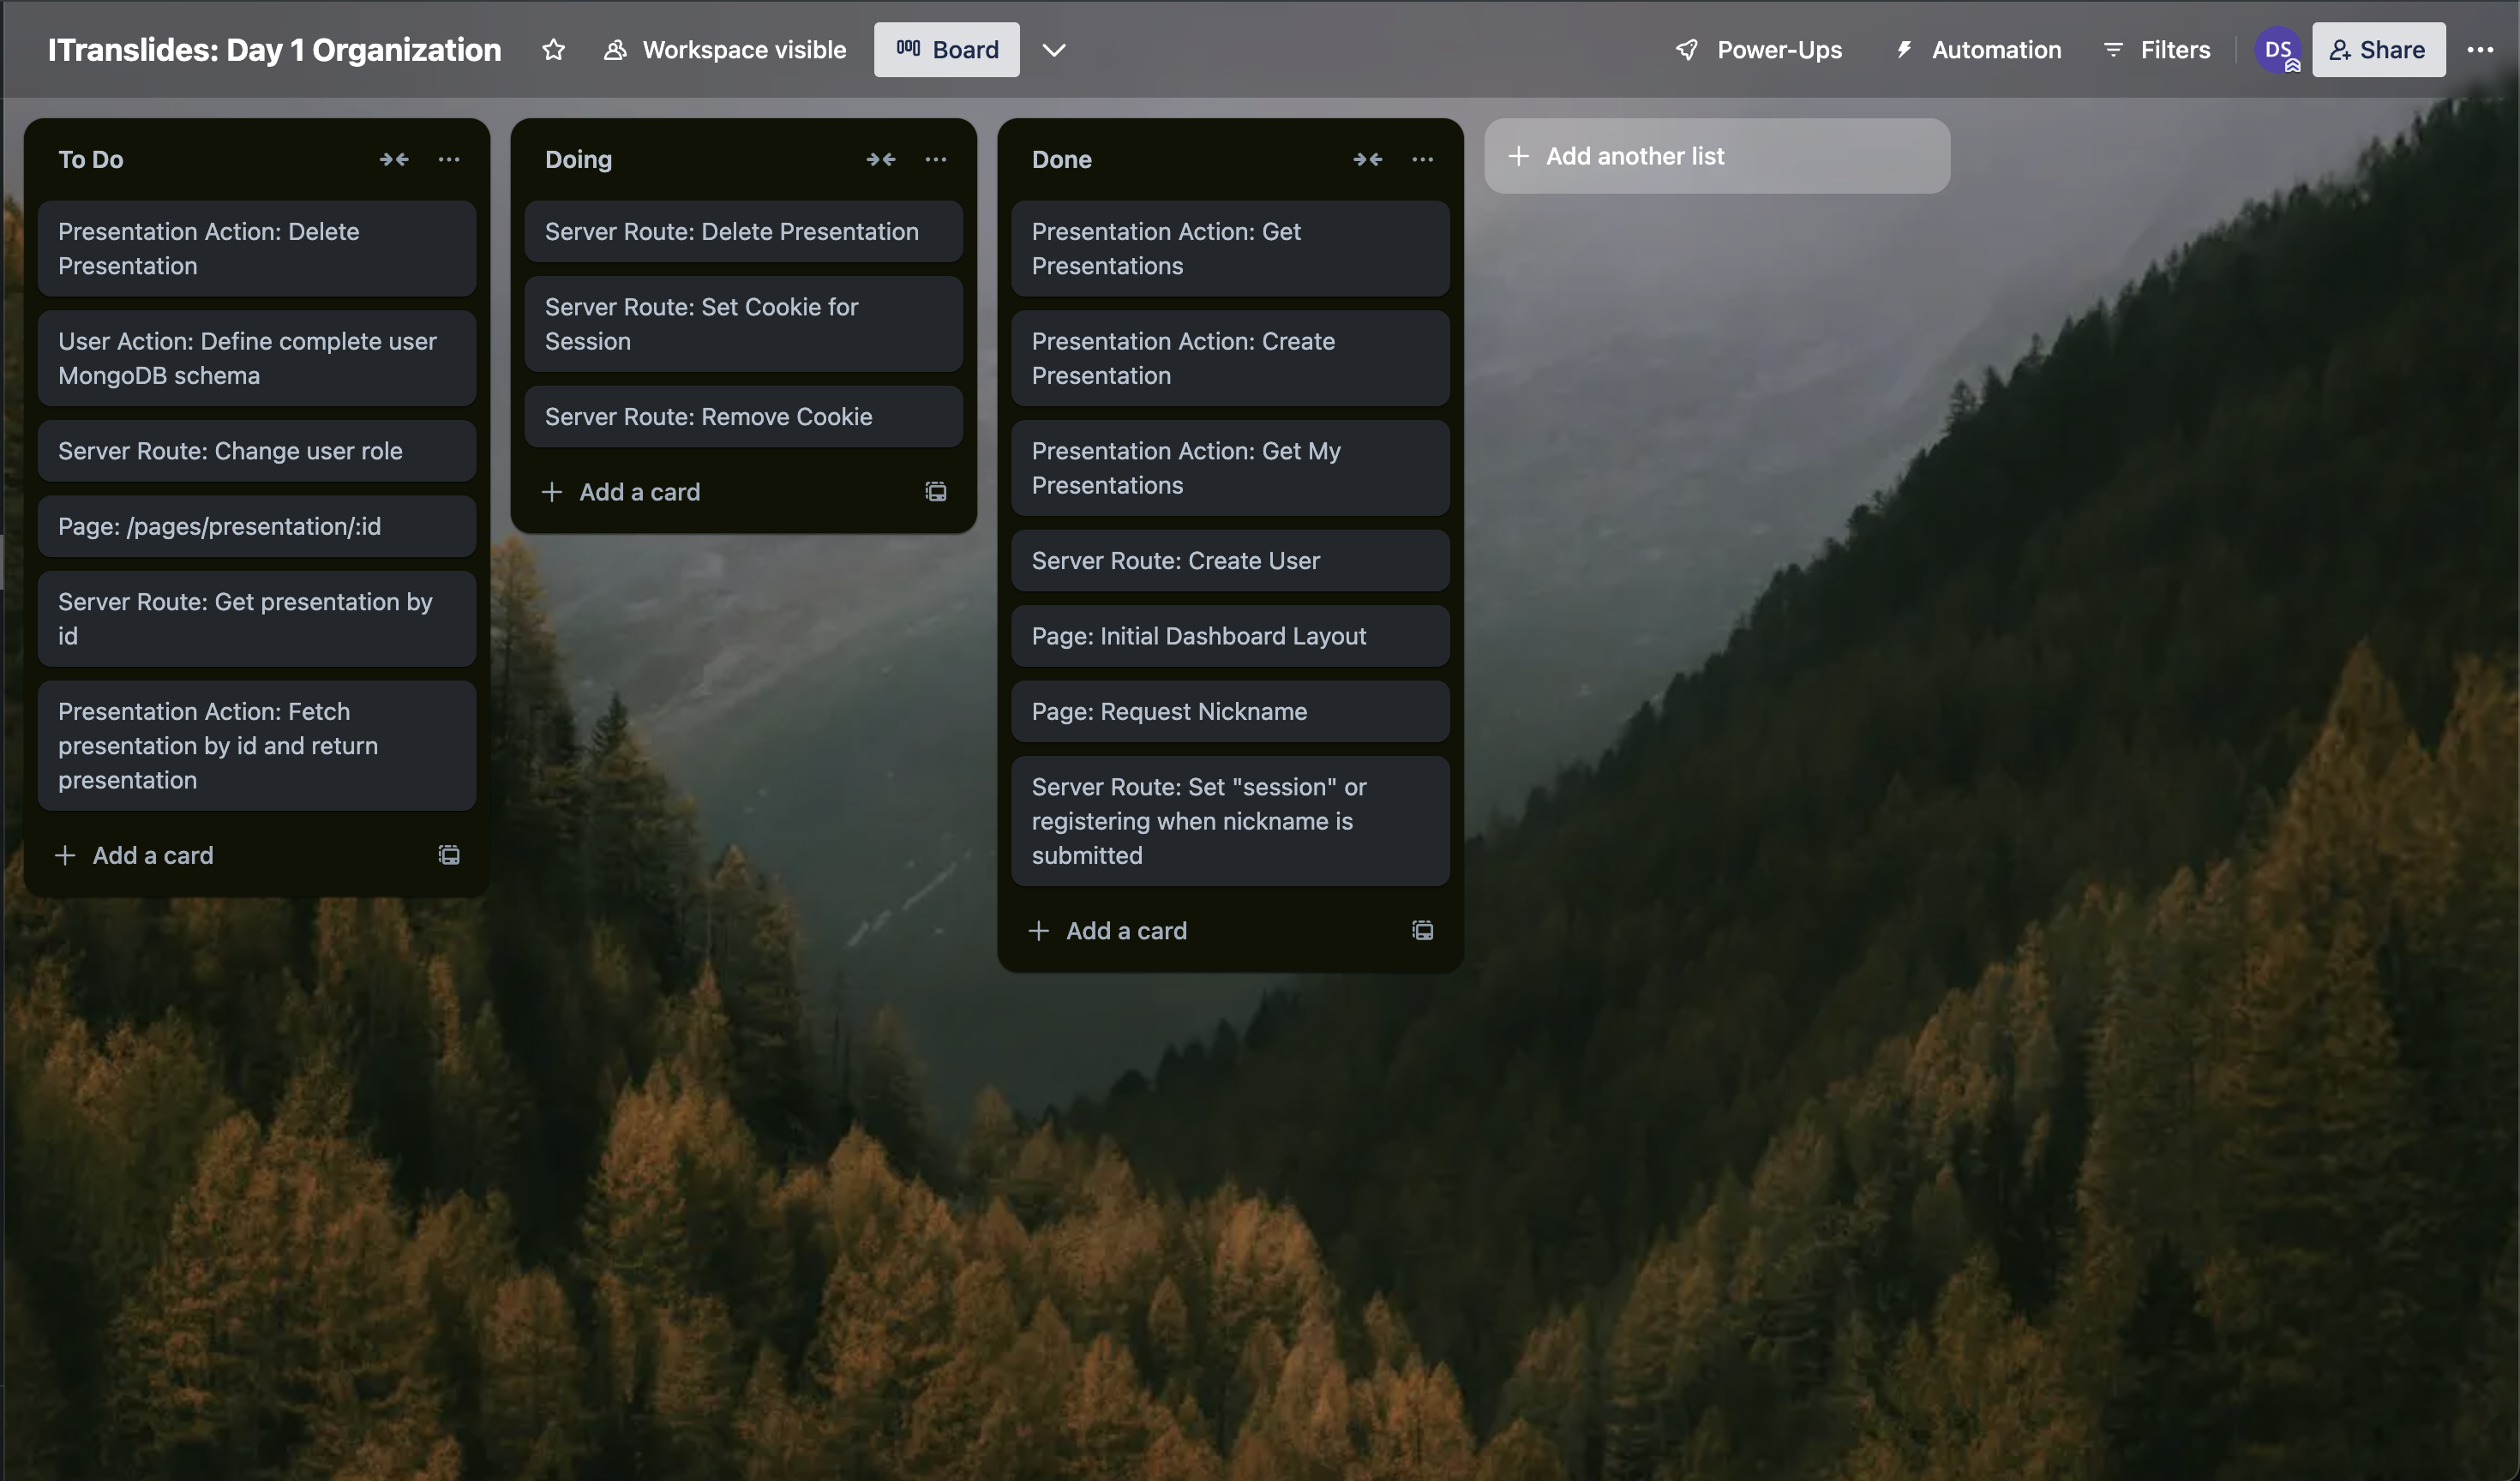 ITranslides: Day 1 Organization
Workspace visible
Board
Power-Ups
Automation
Filters
DS
Share
To Do
Presentation Action: Delete
Presentation
User Action: Define complete user
MongoDB schema
Server Route: Change user role
Page: /pages/presentation/:id
Server Route: Get presentation by
id
Presentation Action: Fetch
presentation by id and return
presentation
Add a card
Doing
Server Route: Delete Presentation
Server Route: Set Cookie for
Session
Server Route: Remove Cookie
Add a card
Done
Presentation Action: Get
Presentations
Presentation Action: Create
Presentation
Presentation Action: Get My
Presentations
Server Route: Create User
Page: Initial Dashboard Layout
Page: Request Nickname
Server Route: Set "session" or
registering when nickname is
submitted
Add a card
Add another list